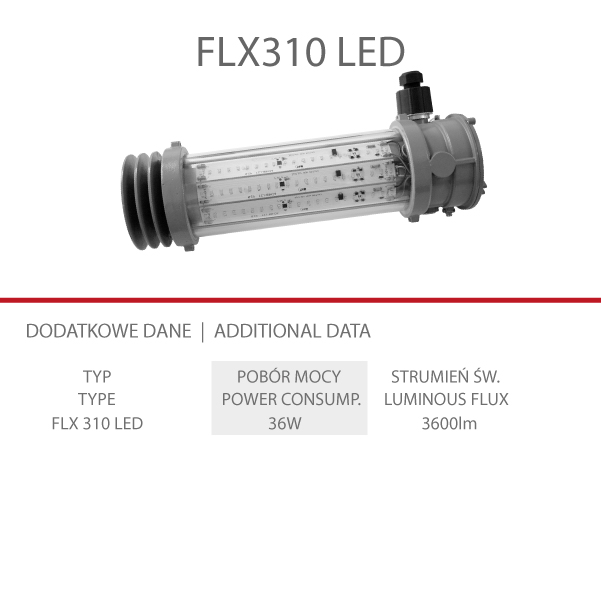 FLX310 LED
DODATKOWE DANE | ADDITIONAL DATA
TYP POBÓR MOCY STRUMIEŃ ŚW.
TYPE POWER CONSUMP. LUMINOUS FLUX
FLX 310 LED 36W 3600lm